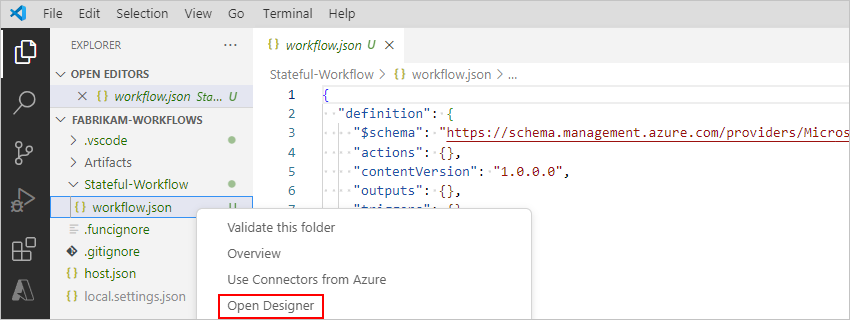 File Edit Selection View Go Terminal Help
EXPLORER ...
OPEN EDITORS
workflow.json Sta... U
FABRIKAM-WORKFLOWS
.vscode
Artifacts
Stateful-Workflow
workflow.json U
.funcignore
.gitignore
host.json
local.settings.json
workflow.json U
Stateful-Workflow > {} workflow.json > ...
1 {
2 "definition": {
3 "$schema": "https://schema.management.azure.com/providers/Micros
4 "actions": {},
5 "contentVersion": "1.0.0.0",
6 "outputs": {},
7 "triggers": {}
Validate this folder
Overview
Use Connectors from Azure
Open Designer